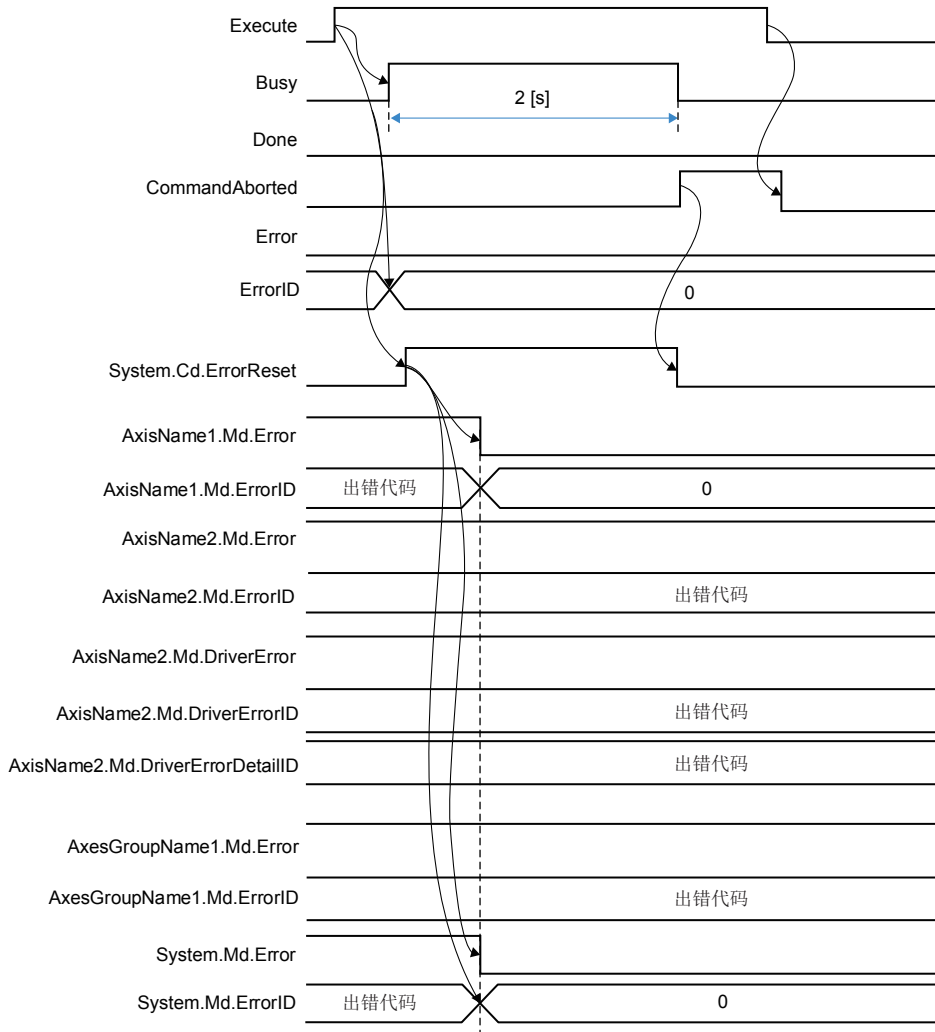 Execute
Busy
2 [s]
Done
CommandAborted
Error
ErrorID
0
System.Cd.ErrorReset
AxisName1.Md.Error
AxisName1.Md.ErrorID
出错代码
0
AxisName2.Md.Error
AxisName2.Md.ErrorID
出错代码
AxisName2.Md.DriverError
AxisName2.Md.DriverErrorID
出错代码
AxisName2.Md.DriverErrorDetailID
出错代码
AxesGroupName1.Md.Error
AxesGroupName1.Md.ErrorID
出错代码
System.Md.Error
System.Md.ErrorID
出错代码
0